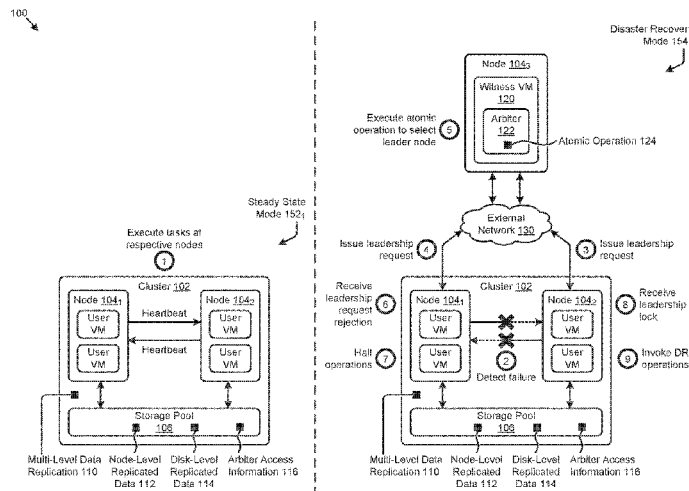 100
Steady State
Mode 152₁
Execute tasks at
respective nodes
1
Cluster 102
Node 104₁
User
VM
User
VM
Heartbeat
Heartbeat
Node 104₂
User
VM
User
VM
Storage Pool
106
Multi-Level Data
Replication 110
Node-Level
Replicated
Data 112
Disk-Level
Replicated
Data 114
Arbiter Access
Information 116
Disaster Recover
Mode 154
Node 104₃
Witness VM
120
Arbiter
122
Atomic Operation 124
Execute atomic
operation to select
leader node
5
External
Network 130
Issue leadership
request
4
3
Issue leadership
request
Cluster 102
Receive
leadership
request
rejection
6
Halt
operations
7
Node 104₁
User
VM
User
VM
2
Detect failure
Node 104₂
User
VM
User
VM
8
Receive
leadership
lock
9
Invoke DR
operations
Storage Pool
106
Multi-Level Data
Replication 110
Node-Level
Replicated
Data 112
Disk-Level
Replicated
Data 114
Arbiter Access
Information 116